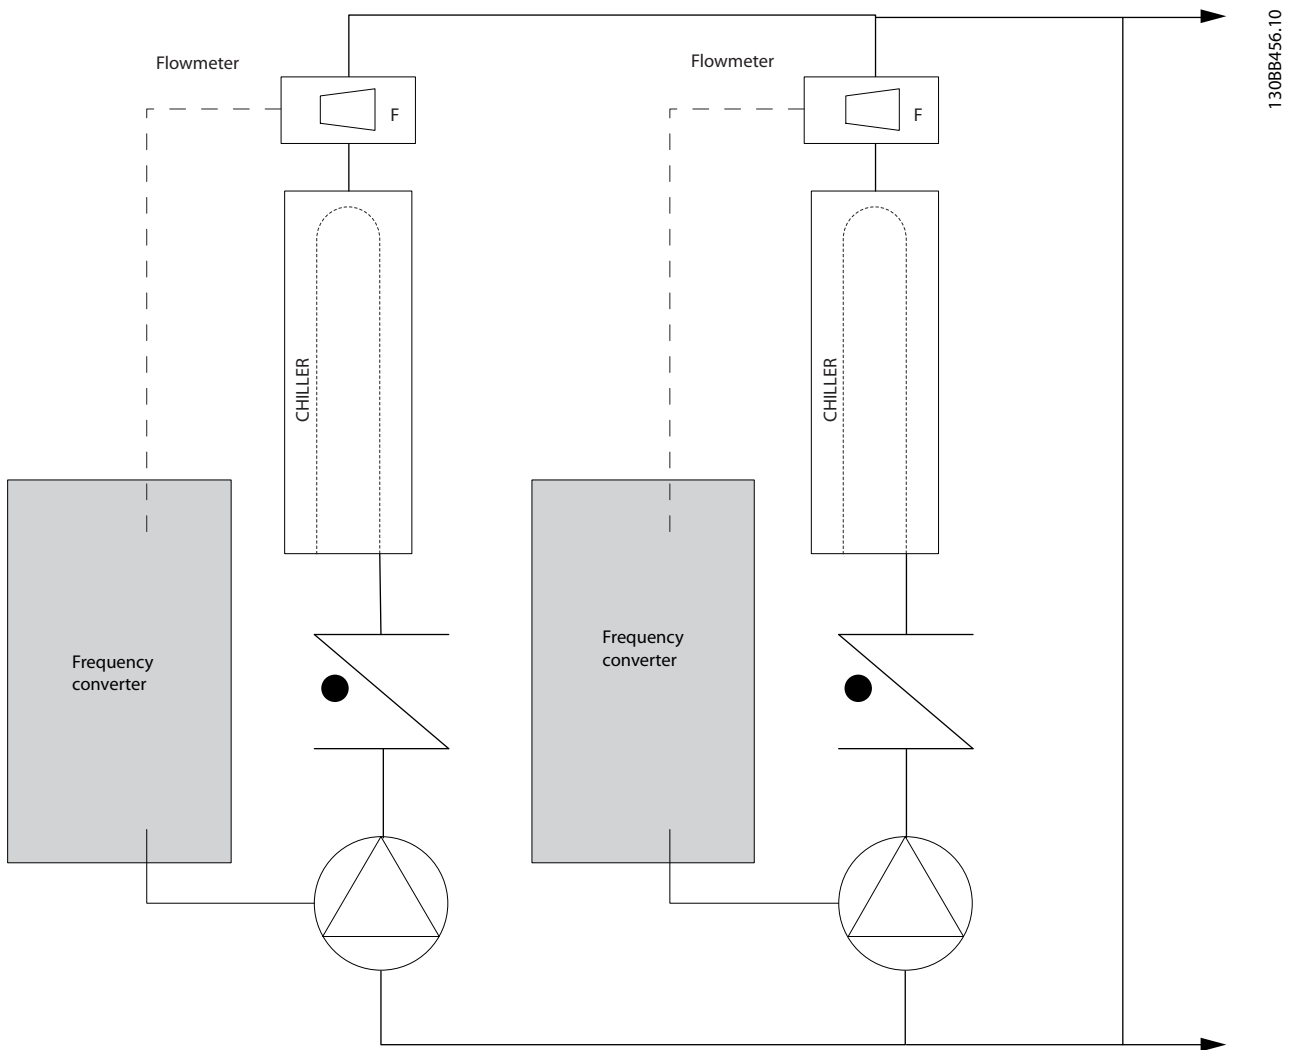 Flowmeter
Flowmeter
130BB456.10
F
F
CHILLER
CHILLER
Frequency
converter
Frequency
converter